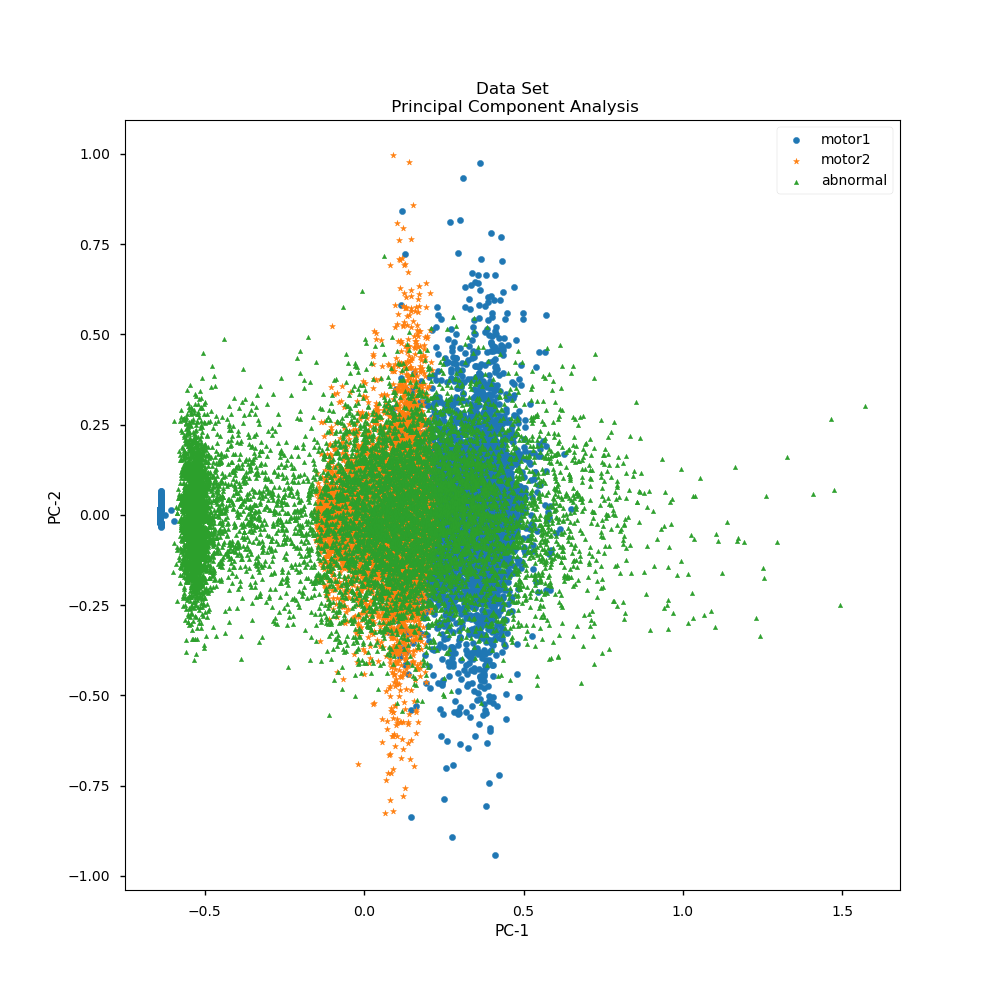 Data Set
Principal Component Analysis
motor1
motor2
abnormal
1.00
0.75
0.50
0.25
0.00
−0.25
−0.50
−0.75
−1.00
PC-2
−0.5 0.0 0.5 1.0 1.5
PC-1